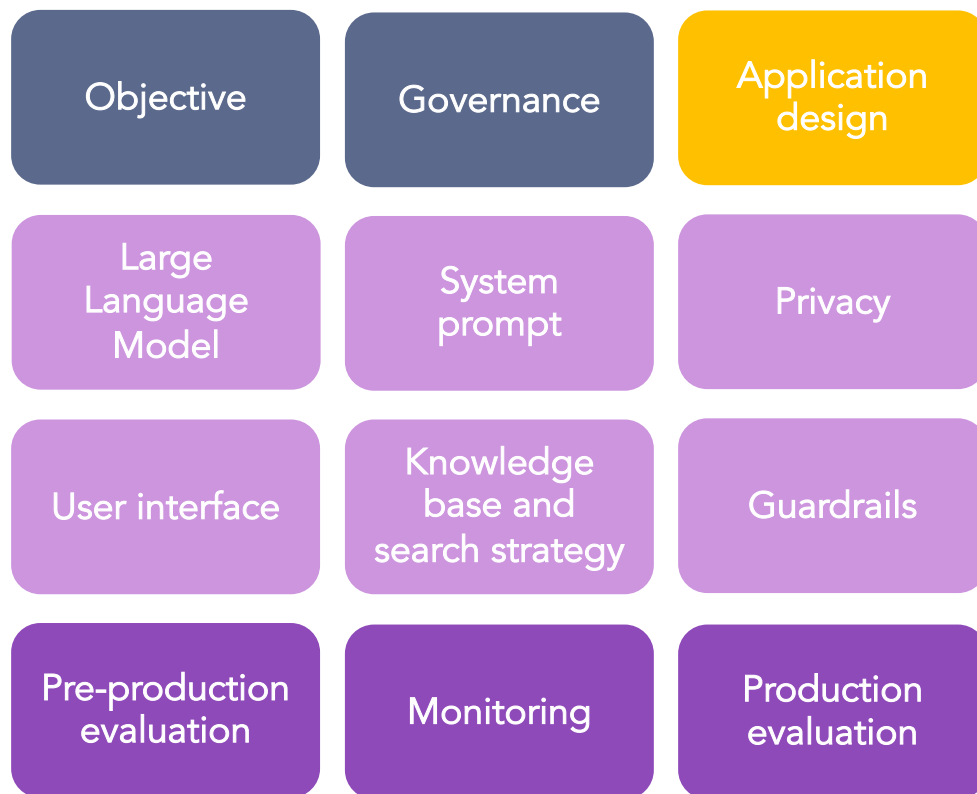 Objective
Governance
Application
design
Large
Language
Model
System
prompt
Privacy
User interface
Knowledge
base and
search strategy
Guardrails
Pre-production
evaluation
Monitoring
Production
evaluation